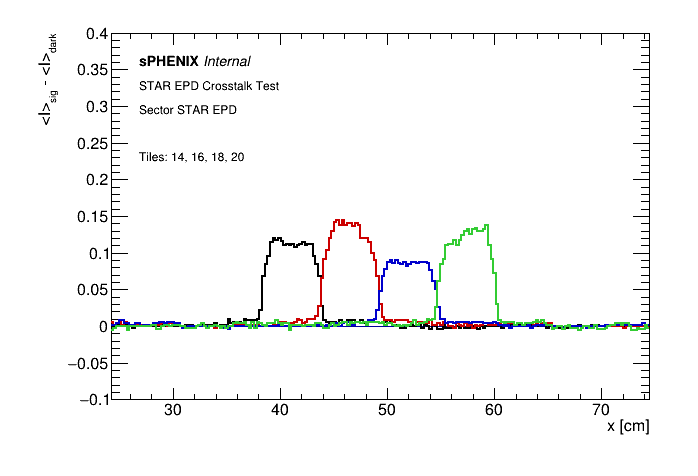 0.4
0.35
0.3
0.25
0.2
0.15
0.1
0.05
0
−0.05
−0.1
<I>sig - <I>dark
sPHENIX Internal
STAR EPD Crosstalk Test
Sector STAR EPD
Tiles: 14, 16, 18, 20
30 40 50 60 70
x [cm]